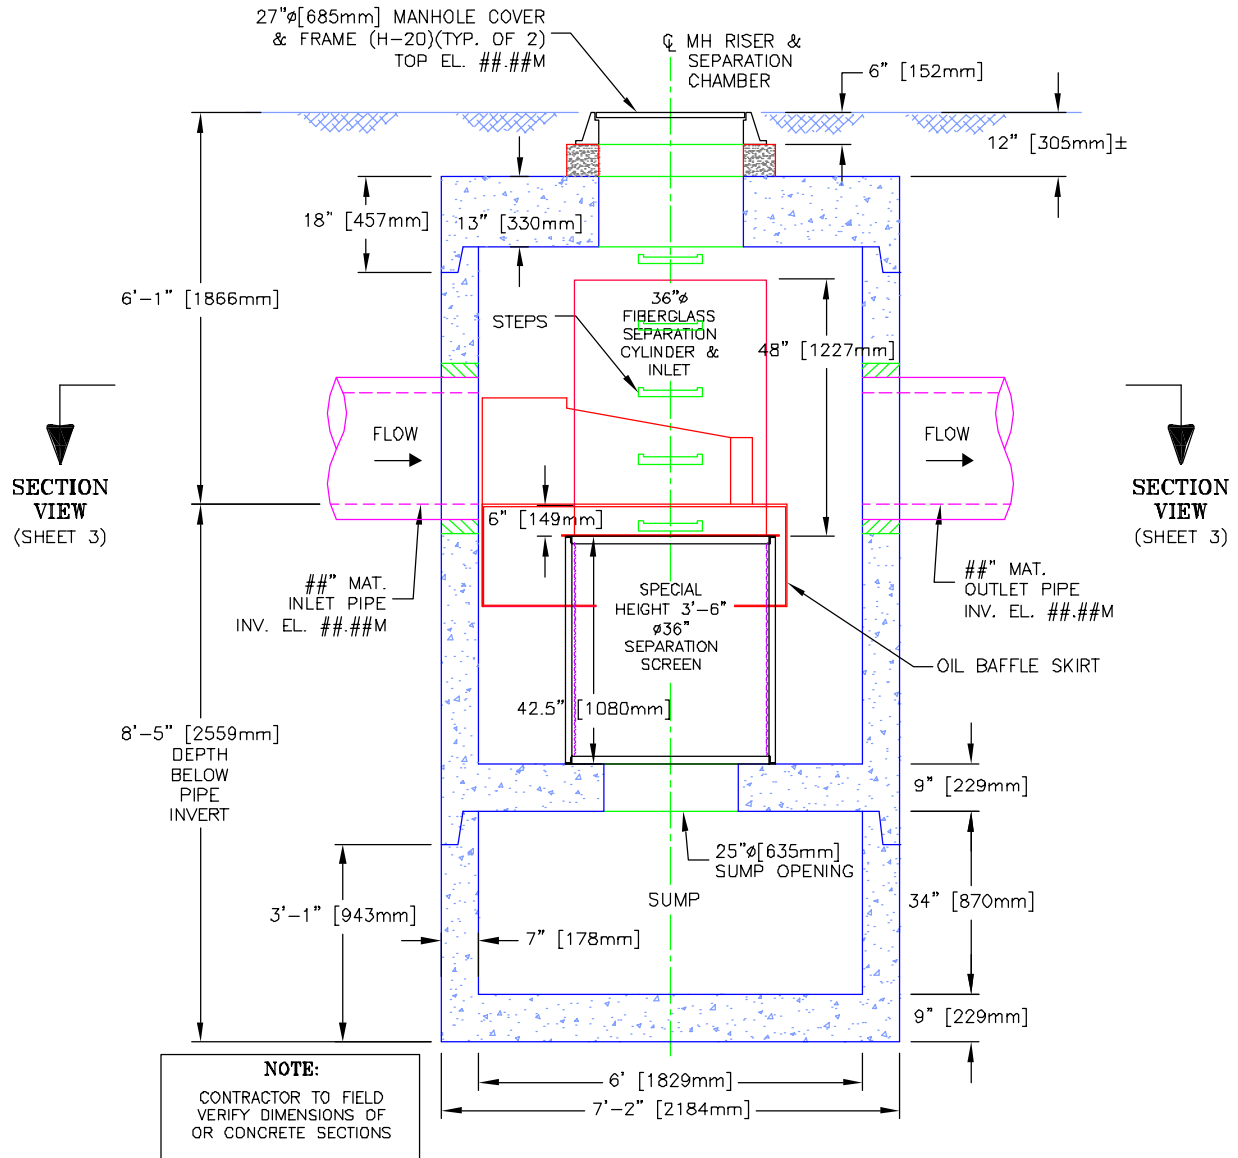 27"ø[685mm] MANHOLE COVER
& FRAME (H-20)(TYP. OF 2)
TOP EL. ##.##M
℄ MH RISER &
SEPARATION
CHAMBER
6" [152mm]
12" [305mm]±
18" [457mm]
13" [330mm]
6'-1" [1866mm]
STEPS
36"ø
FIBERGLASS
SEPARATION
CYLINDER &
INLET
48" [1227mm]
FLOW
FLOW
SECTION
VIEW
(SHEET 3)
SECTION
VIEW
(SHEET 3)
6" [149mm]
##" MAT.
INLET PIPE
INV. EL. ##.##M
##" MAT.
OUTLET PIPE
INV. EL. ##.##M
SPECIAL
HEIGHT 3'-6"
ø36"
SEPARATION
SCREEN
OIL BAFFLE SKIRT
42.5" [1080mm]
8'-5" [2559mm]
DEPTH
BELOW
PIPE
INVERT
9" [229mm]
25"ø[635mm]
SUMP OPENING
SUMP
34" [870mm]
3'-1" [943mm]
7" [178mm]
9" [229mm]
NOTE:
CONTRACTOR TO FIELD
VERIFY DIMENSIONS OF
OR CONCRETE SECTIONS
6' [1829mm]
7'-2" [2184mm]